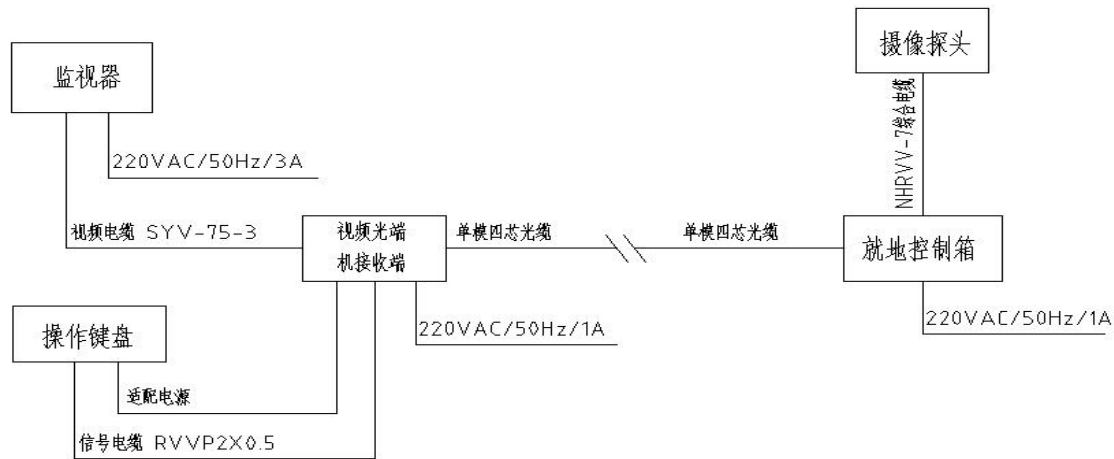 摄像探头
监视器
NHRVV-7综合电缆
220VAC/50Hz/3A
视频电缆 SYV-75-3
视频光端
机接收端
单模四芯光缆
单模四芯光缆
就地控制箱
220VAC/50Hz/1A
220VAC/50Hz/1A
操作键盘
适配电源
信号电缆 RVVP2X0.5